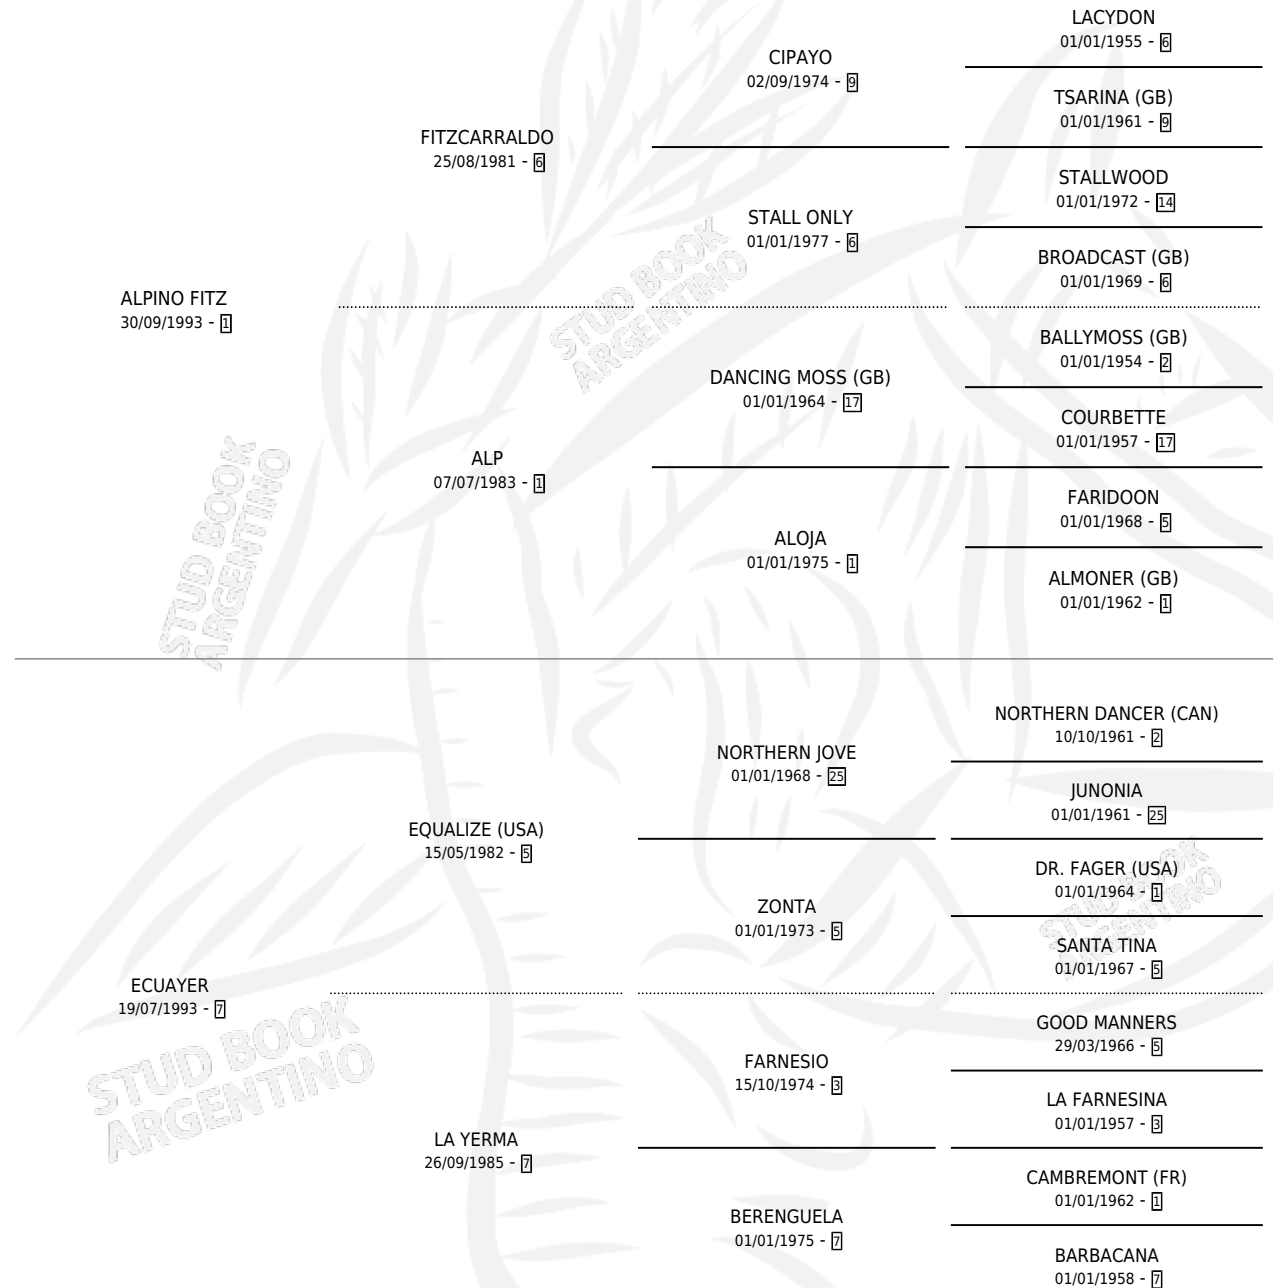 LACYDON
01/01/1955 - 6
CIPAYO
02/09/1974 - 9
TSARINA (GB)
01/01/1961 - 9
FITZCARRALDO
25/08/1981 - 6
STALLWOOD
01/01/1972 - 14
STALL ONLY
01/01/1977 - 6
BROADCAST (GB)
01/01/1969 - 6
ALPINO FITZ
30/09/1993 - 1
BALLYMOSS (GB)
01/01/1954 - 2
DANCING MOSS (GB)
01/01/1964 - 17
COURBETTE
01/01/1957 - 17
ALP
07/07/1983 - 1
FARIDOON
01/01/1968 - 5
ALOJA
01/01/1975 - 1
ALMONER (GB)
01/01/1962 - 1
NORTHERN DANCER (CAN)
10/10/1961 - 2
NORTHERN JOVE
01/01/1968 - 25
JUNONIA
01/01/1961 - 25
EQUALIZE (USA)
15/05/1982 - 5
DR. FAGER (USA)
01/01/1964 - 1
ZONTA
01/01/1973 - 5
SANTA TINA
01/01/1967 - 5
ECUAYER
19/07/1993 - 7
GOOD MANNERS
29/03/1966 - 5
FARNESIO
15/10/1974 - 3
LA FARNESINA
01/01/1957 - 3
LA YERMA
26/09/1985 - 7
CAMBREMONT (FR)
01/01/1962 - 1
BERENGUELA
01/01/1975 - 7
BARBACANA
01/01/1958 - 7
STUD BOOK
ARGENTINO
STUD BOOK
ARGENTINO
STUD BOOK
ARGENTINO
STUD BOOK
ARGENTINO